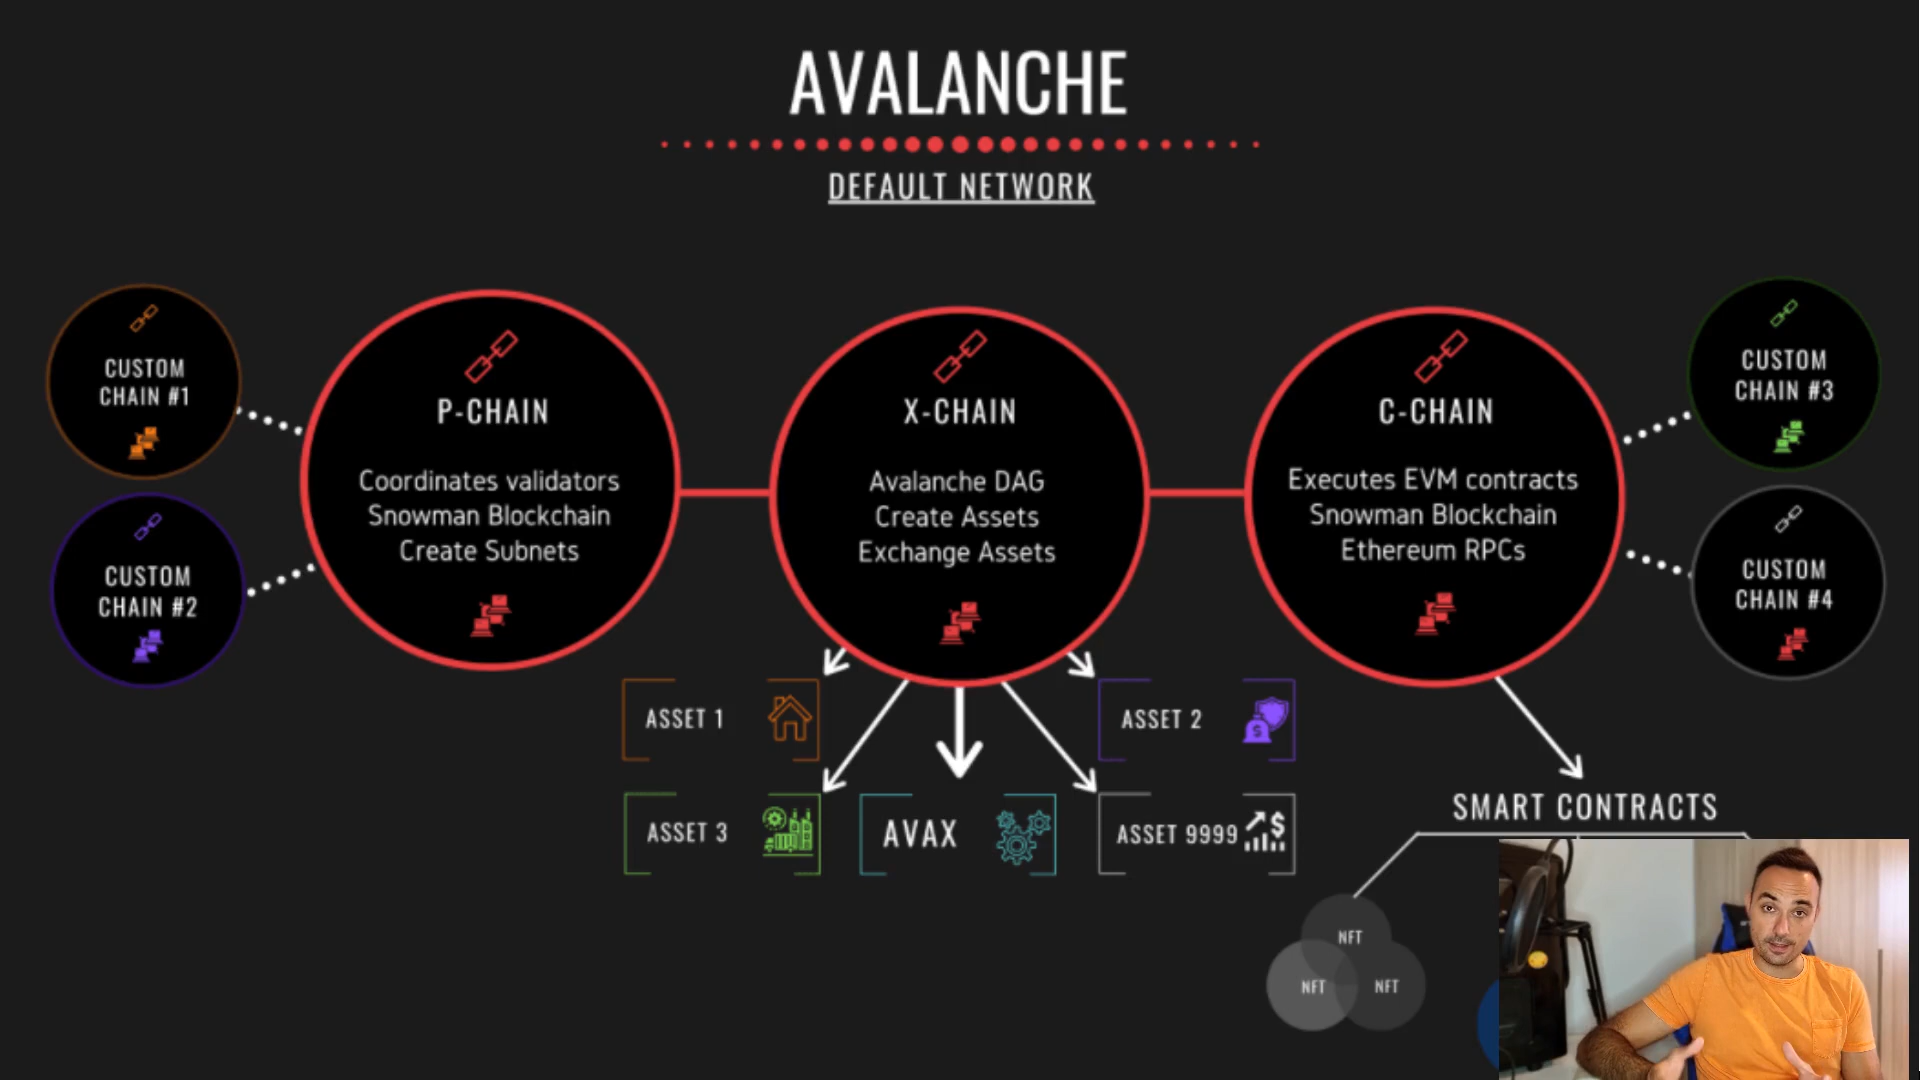 AVALANCHE
DEFAULT NETWORK
CUSTOM
CHAIN #1
CUSTOM
CHAIN #2
P-CHAIN
Coordinates validators
Snowman Blockchain
Create Subnets
X-CHAIN
Avalanche DAG
Create Assets
Exchange Assets
C-CHAIN
Executes EVM contracts
Snowman Blockchain
Ethereum RPCs
CUSTOM
CHAIN #3
CUSTOM
CHAIN #4
ASSET 1
ASSET 2
ASSET 3
AVAX
ASSET 9999
SMART CONTRACTS
NFT
NFT
NFT